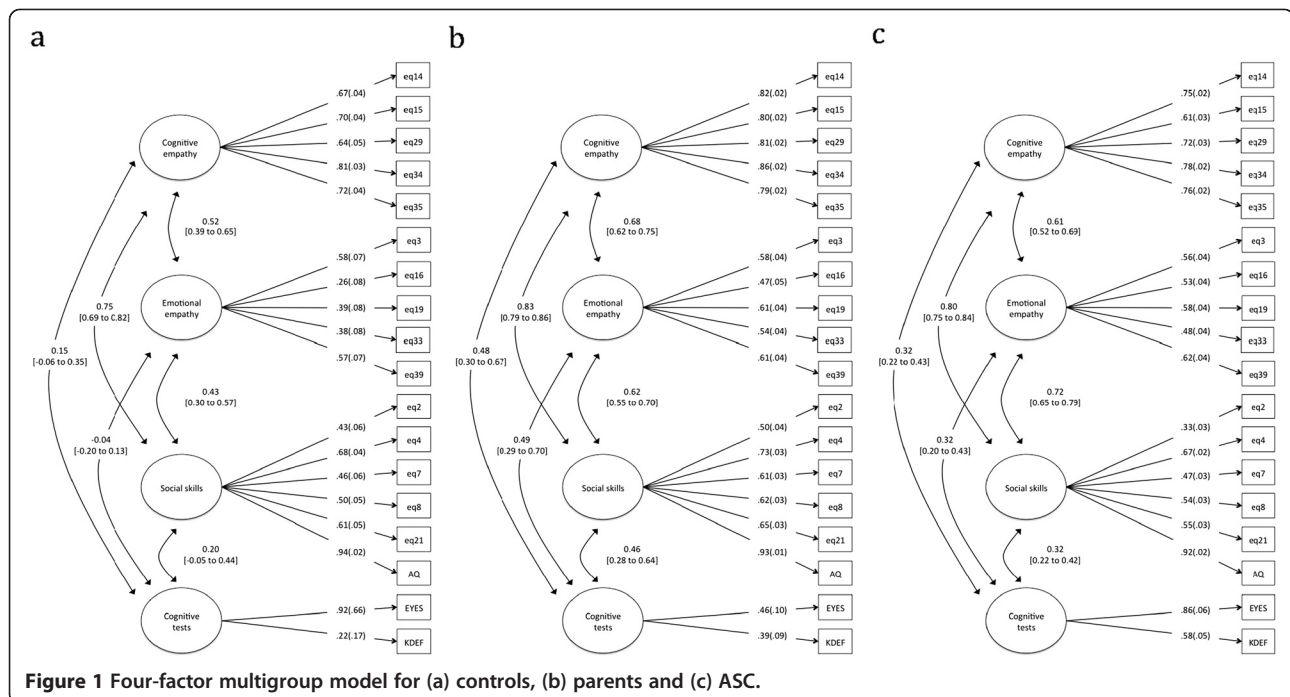 a
Cognitive
empathy
.67(.04)
.70(.04)
.64(.05)
.81(.03)
.72(.04)
eq14
eq15
eq29
eq34
eq35
0.52
[0.39 to 0.65]
Emotional
empathy
.58(.07)
.26(.08)
.39(.08)
.38(.08)
.57(.07)
eq3
eq16
eq19
eq33
eq39
0.75
[0.69 to 0.82]
0.15
[-0.06 to 0.35]
0.43
[0.30 to 0.57]
-0.04
[-0.20 to 0.13]
Social skills
.43(.06)
.68(.04)
.46(.06)
.50(.05)
.61(.05)
.94(.02)
eq2
eq4
eq7
eq8
eq21
AQ
0.20
[-0.05 to 0.44]
Cognitive
tests
.92(.66)
.22(.17)
EYES
KDEF
b
Cognitive
empathy
.82(.02)
.80(.02)
.81(.02)
.86(.02)
.79(.02)
eq14
eq15
eq29
eq34
eq35
0.68
[0.62 to 0.75]
Emotional
empathy
.58(.04)
.47(.05)
.61(.04)
.54(.04)
.61(.04)
eq3
eq16
eq19
eq33
eq39
0.83
[0.79 to 0.86]
0.48
[0.30 to 0.67]
0.62
[0.55 to 0.70]
0.49
[0.29 to 0.70]
Social skills
.50(.04)
.73(.03)
.61(.03)
.62(.03)
.65(.03)
.93(.01)
eq2
eq4
eq7
eq8
eq21
AQ
0.46
[0.28 to 0.64]
Cognitive
tests
.46(.10)
.39(.09)
EYES
KDEF
c
Cognitive
empathy
.75(.02)
.61(.03)
.72(.03)
.78(.02)
.76(.02)
eq14
eq15
eq29
eq34
eq35
0.61
[0.52 to 0.69]
Emotional
empathy
.56(.04)
.53(.04)
.58(.04)
.48(.04)
.62(.04)
eq3
eq16
eq19
eq33
eq39
0.80
[0.75 to 0.84]
0.32
[0.22 to 0.43]
0.72
[0.65 to 0.79]
0.32
[0.20 to 0.43]
Social skills
.33(.03)
.67(.02)
.47(.03)
.54(.03)
.55(.03)
.92(.02)
eq2
eq4
eq7
eq8
eq21
AQ
0.32
[0.22 to 0.42]
Cognitive
tests
.86(.06)
.58(.05)
EYES
KDEF
Figure 1 Four-factor multigroup model for (a) controls, (b) parents and (c) ASC.